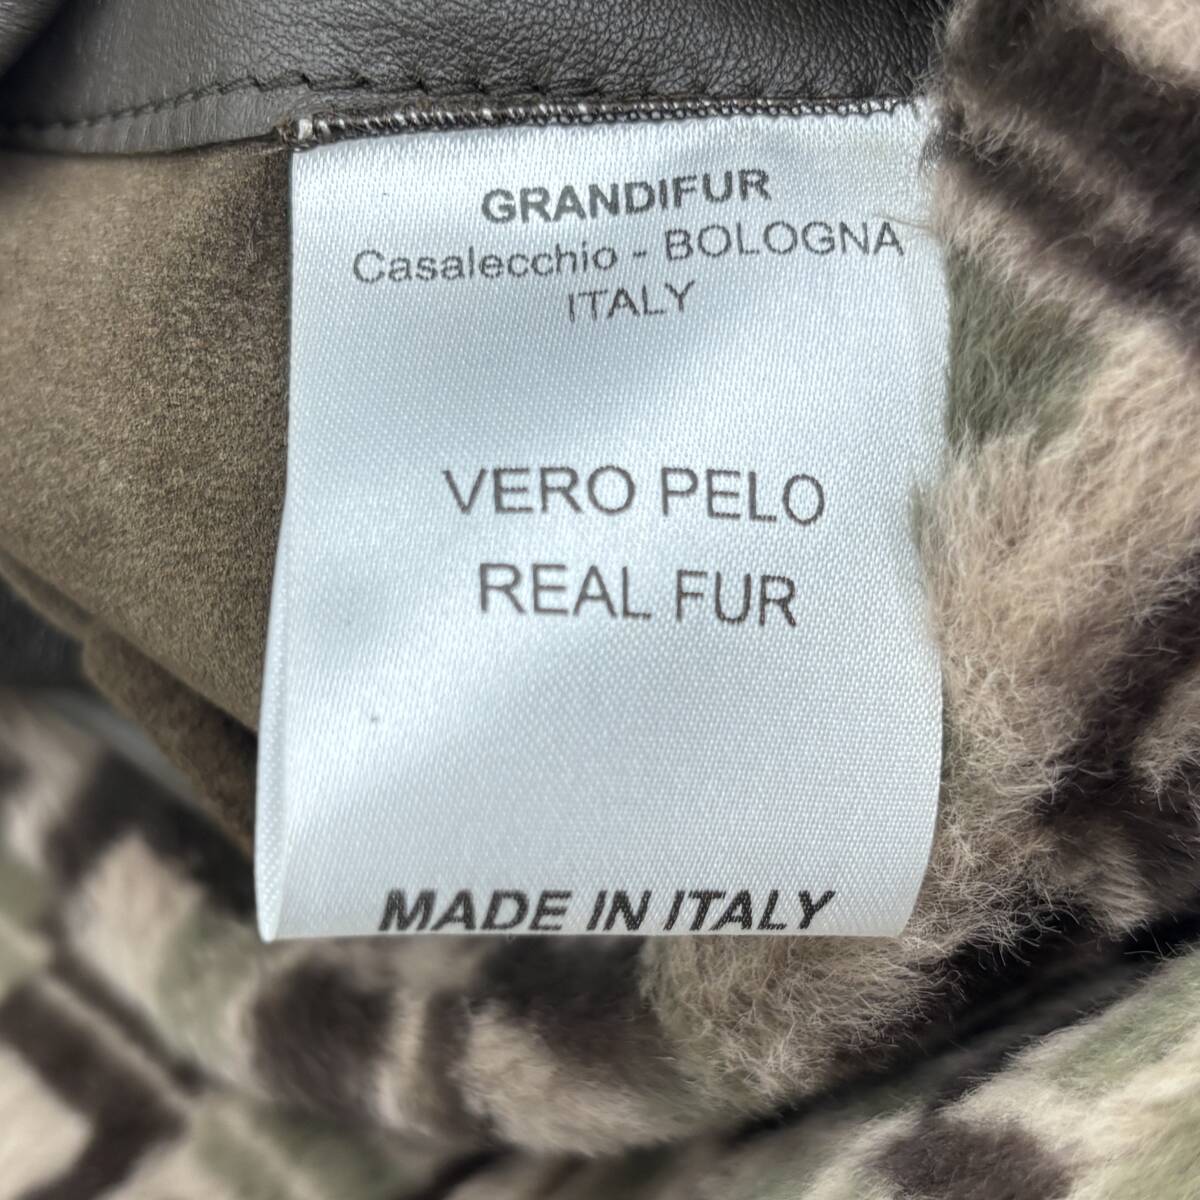 GRANDIFUR
Casalecchio - BOLOGNA
ITALY
VERO PELO
REAL FUR
MADE IN ITALY